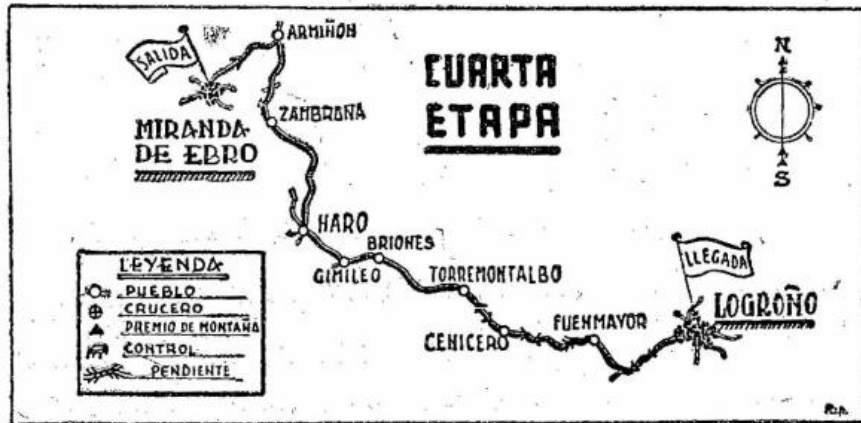 ARMIÑÓN
SALIDA
CUARTA
ETAPA
N
S
ZAMBRANA
MIRANDA
DE EBRO
HARO
BRIONES
GIMILEO
TORREMONTALBO
LLEGADA
LOGROÑO
FUENMAYOR
CENICERO
LEYENDA
PUEBLO
CRUCERO
PREMIO DE MONTAÑA
CONTROL
PENDIENTE